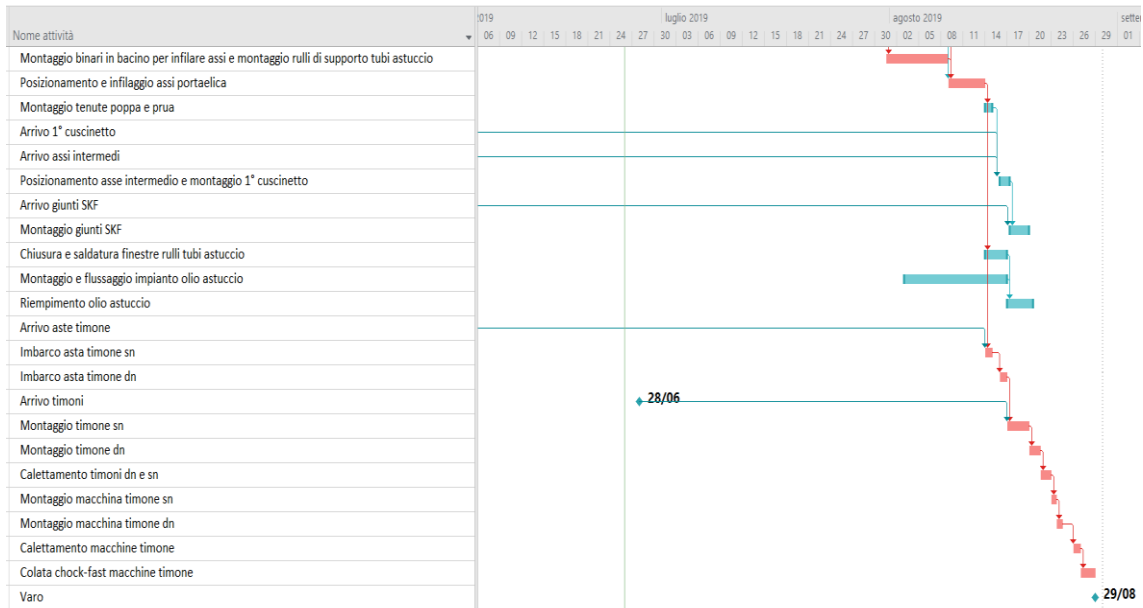 2019 luglio 2019 agosto 2019 sette
Nome attività 06 09 12 15 18 21 24 27 30 03 06 09 12 15 18 21 24 27 30 02 05 08 11 14 17 20 23 26 29 01
Montaggio binari in bacino per infilare assi e montaggio rulli di supporto tubi astuccio
Posizionamento e infilaggio assi portaelica
Montaggio tenute poppa e prua
Arrivo 1° cuscinetto
Arrivo assi intermedi
Posizionamento asse intermedio e montaggio 1° cuscinetto
Arrivo giunti SKF
Montaggio giunti SKF
Chiusura e saldatura finestre rulli tubi astuccio
Montaggio e flussaggio impianto olio astuccio
Riempimento olio astuccio
Arrivo aste timone
Imbarco asta timone sn
Imbarco asta timone dn
Arrivo timoni 28/06
Montaggio timone sn
Montaggio timone dn
Calettamento timoni dn e sn
Montaggio macchina timone sn
Montaggio macchina timone dn
Calettamento macchine timone
Colata chock-fast macchine timone
Varo 29/08